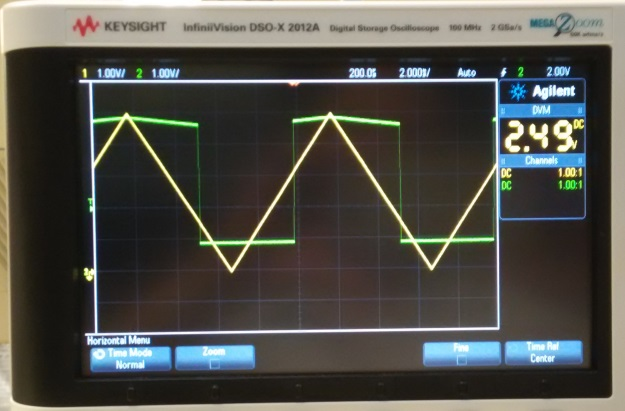 KEYSIGHT InfiniiVision DSO-X 2012A Digital Storage Oscilloscope 100 MHz 2 GSa/s MEGA Zoom
1 1.00V/ 2 1.00V/ 200.0s 2.000s/ Auto 2 2.00V
Agilent
DVM
2.49 DC
V
Channels
DC 1.00:1
DC 1.00:1
Horizontal Menu
Time Mode
Normal
Zoom
Fine
Time Ref
Center